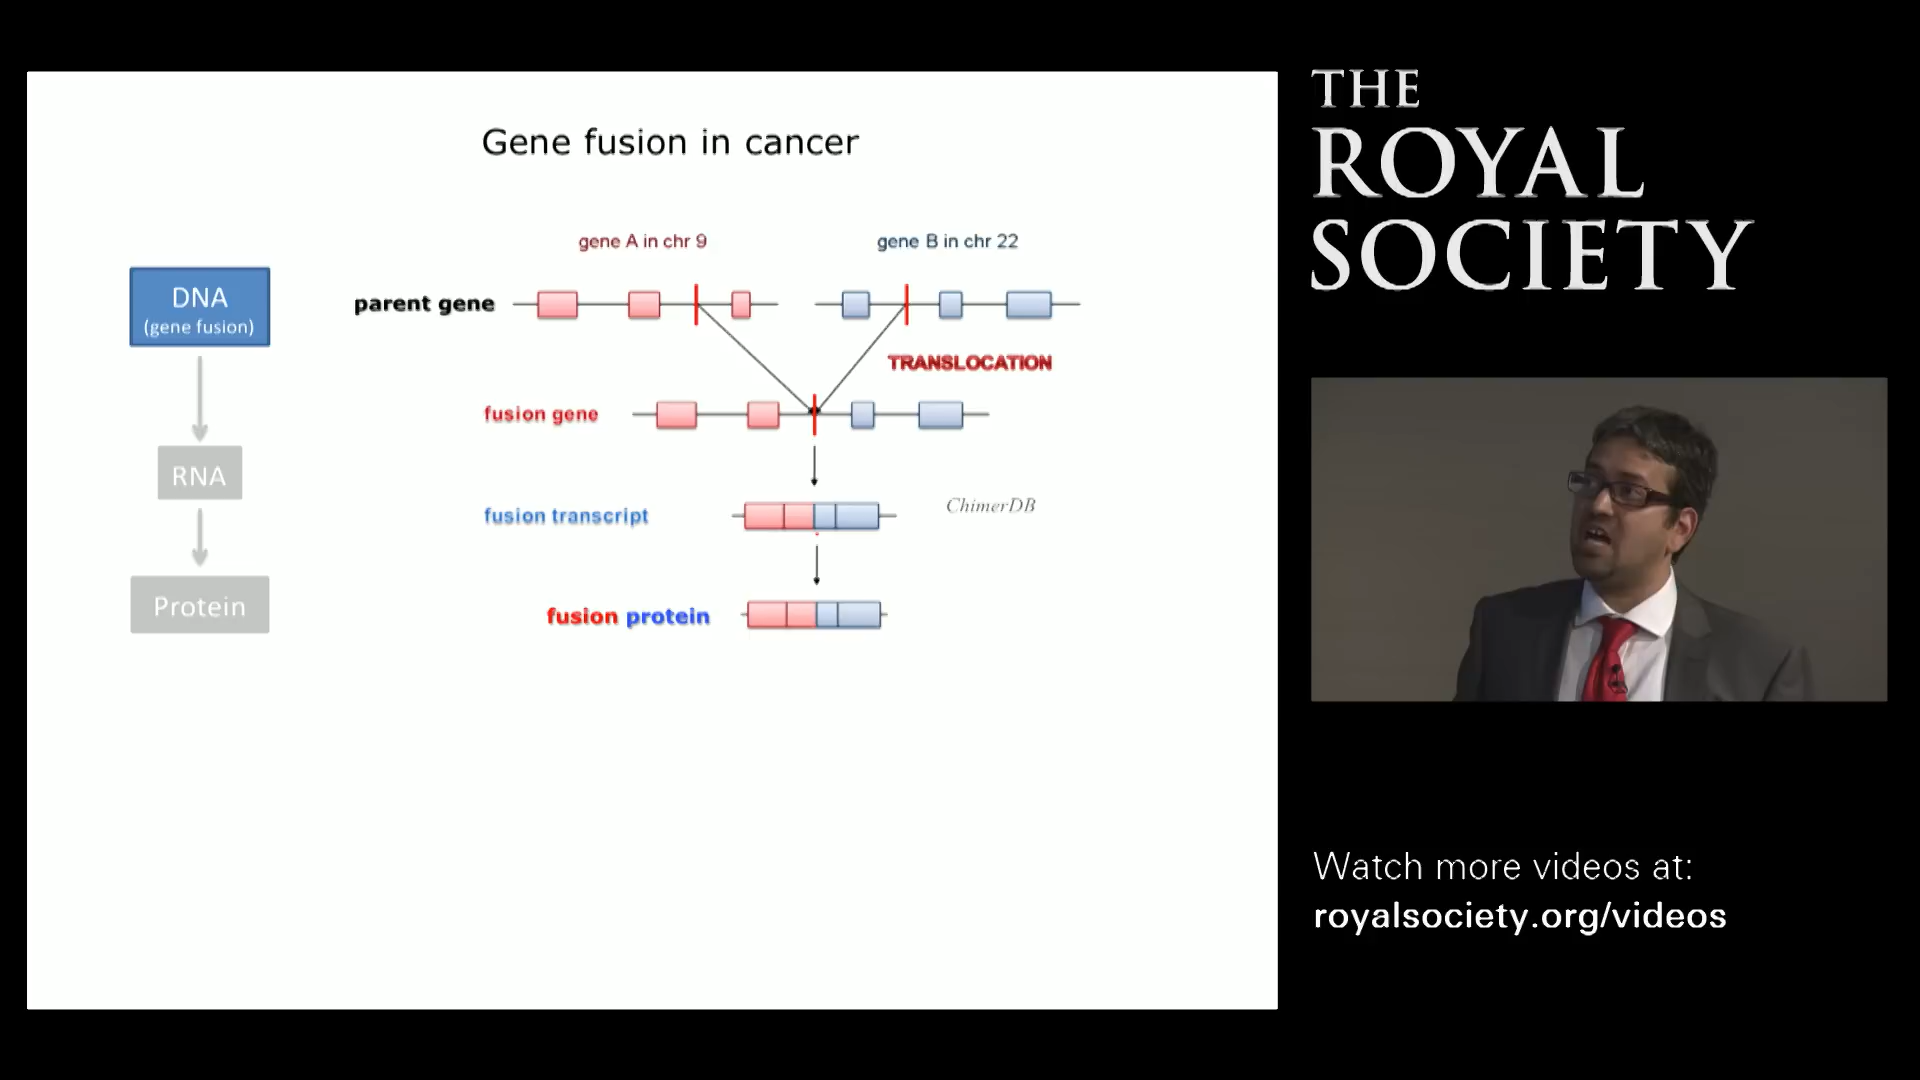 Gene fusion in cancer
gene A in chr 9
gene B in chr 22
DNA
(gene fusion)
parent gene
TRANSLOCATION
fusion gene
RNA
fusion transcript
ChimerDB
Protein
fusion protein
THE
ROYAL
SOCIETY
Watch more videos at:
royalsociety.org/videos